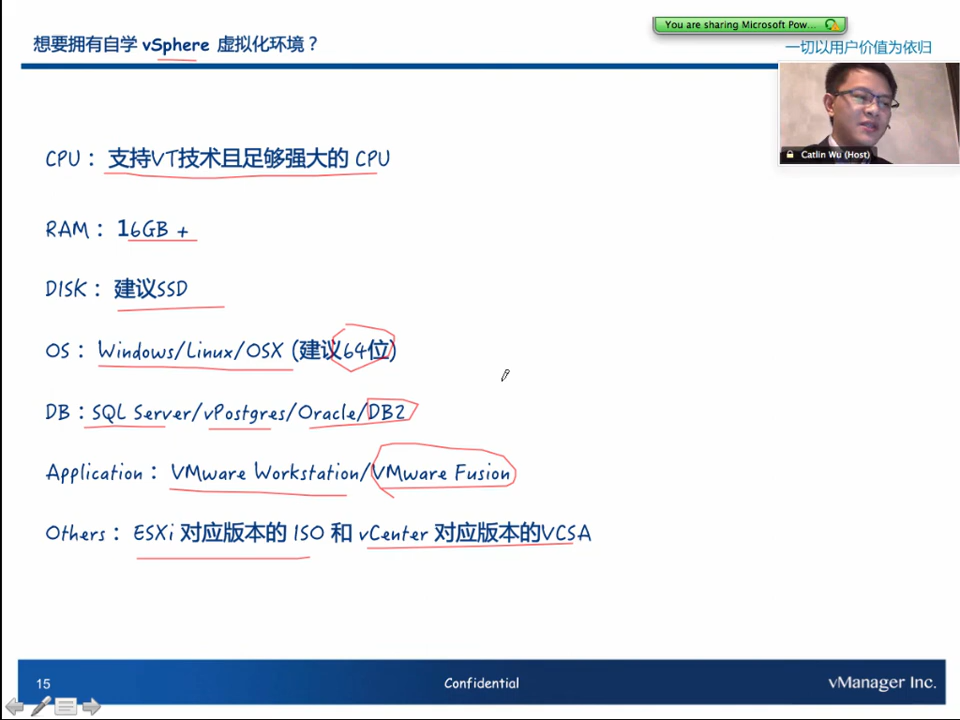 You are sharing Microsoft Pow...
想要拥有自学 vSphere 虚拟化环境？
一切以用户价值为依归
Catlin Wu (Host)
CPU： 支持VT技术且足够强大的 CPU
RAM： 16GB +
DISK： 建议SSD
OS： Windows/Linux/OSX (建议64位)
DB：SQL Server/vPostgres/Oracle/DB2
Application： VMware Workstation/VMware Fusion
Others： ESXi 对应版本的 ISO 和 vCenter 对应版本的VCSA
15
Confidential
vManager Inc.